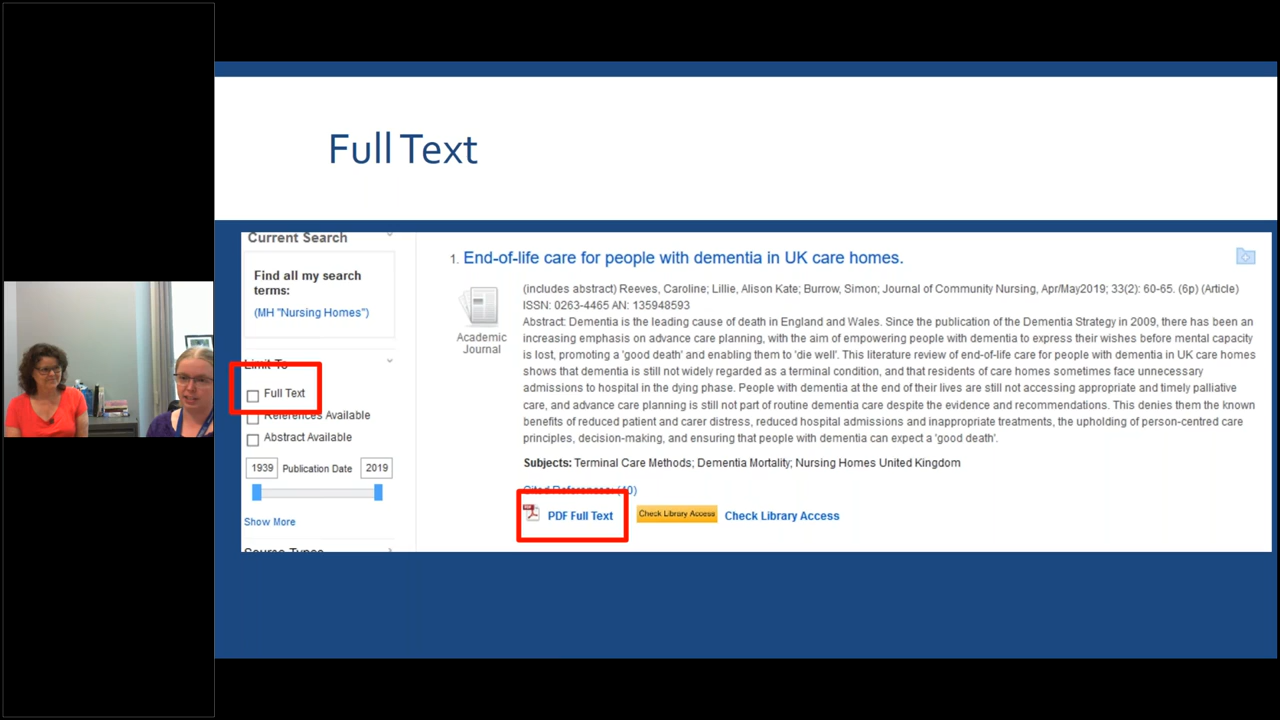 Full Text
Current Search
Find all my search
terms:
(MH "Nursing Homes")
Limit To
Full Text
References Available
Abstract Available
1939 Publication Date 2019
Show More
Source Types
1. End-of-life care for people with dementia in UK care homes.
(includes abstract) Reeves, Caroline; Lillie, Alison Kate; Burrow, Simon; Journal of Community Nursing, Apr/May2019; 33(2): 60-65. (6p) (Article)
ISSN: 0263-4465 AN: 135948593
Academic
Journal
Abstract: Dementia is the leading cause of death in England and Wales. Since the publication of the Dementia Strategy in 2009, there has been an
increasing emphasis on advance care planning, with the aim of empowering people with dementia to express their wishes before mental capacity
is lost, promoting a 'good death' and enabling them to 'die well'. This literature review of end-of-life care for people with dementia in UK care homes
shows that dementia is still not widely regarded as a terminal condition, and that residents of care homes sometimes face unnecessary
admissions to hospital in the dying phase. People with dementia at the end of their lives are still not accessing appropriate and timely palliative
care, and advance care planning is still not part of routine dementia care despite the evidence and recommendations. This denies them the known
benefits of reduced patient and carer distress, reduced hospital admissions and inappropriate treatments, the upholding of person-centred care
principles, decision-making, and ensuring that people with dementia can expect a 'good death'.
Subjects: Terminal Care Methods; Dementia Mortality; Nursing Homes United Kingdom
Cited References: (40)
PDF Full Text Check Library Access Check Library Access